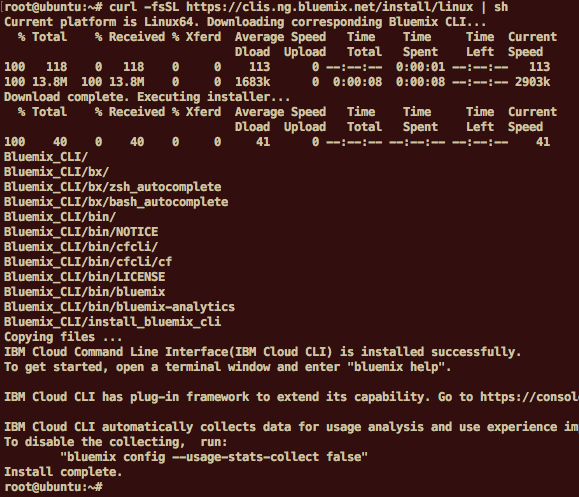 root@ubuntu:~# curl -fsSL https://clis.ng.bluemix.net/install/linux | sh
Current platform is Linux64. Downloading corresponding Bluemix CLI...
  % Total    % Received % Xferd  Average Speed   Time    Time     Time  Current
                                 Dload  Upload   Total   Spent    Left  Speed
100   118    0   118    0     0    113      0 --:--:--  0:00:01 --:--:--   113
100 13.8M  100 13.8M    0     0  1683k      0  0:00:08  0:00:08 --:--:-- 2903k
Download complete. Executing installer...
  % Total    % Received % Xferd  Average Speed   Time    Time     Time  Current
                                 Dload  Upload   Total   Spent    Left  Speed
100    40    0    40    0     0     41      0 --:--:-- --:--:-- --:--:--    41
Bluemix_CLI/
Bluemix_CLI/bx/
Bluemix_CLI/bx/zsh_autocomplete
Bluemix_CLI/bx/bash_autocomplete
Bluemix_CLI/bin/
Bluemix_CLI/bin/NOTICE
Bluemix_CLI/bin/cfcli/
Bluemix_CLI/bin/cfcli/cf
Bluemix_CLI/bin/LICENSE
Bluemix_CLI/bin/bluemix
Bluemix_CLI/bin/bluemix-analytics
Bluemix_CLI/install_bluemix_cli
Copying files ...
IBM Cloud Command Line Interface(IBM Cloud CLI) is installed successfully.
To get started, open a terminal window and enter "bluemix help".
IBM Cloud CLI has plug-in framework to extend its capability. Go to https://consol
IBM Cloud CLI automatically collects data for usage analysis and use experience im
To disable the collecting,  run:
        "bluemix config --usage-stats-collect false"
Install complete.
root@ubuntu:~#